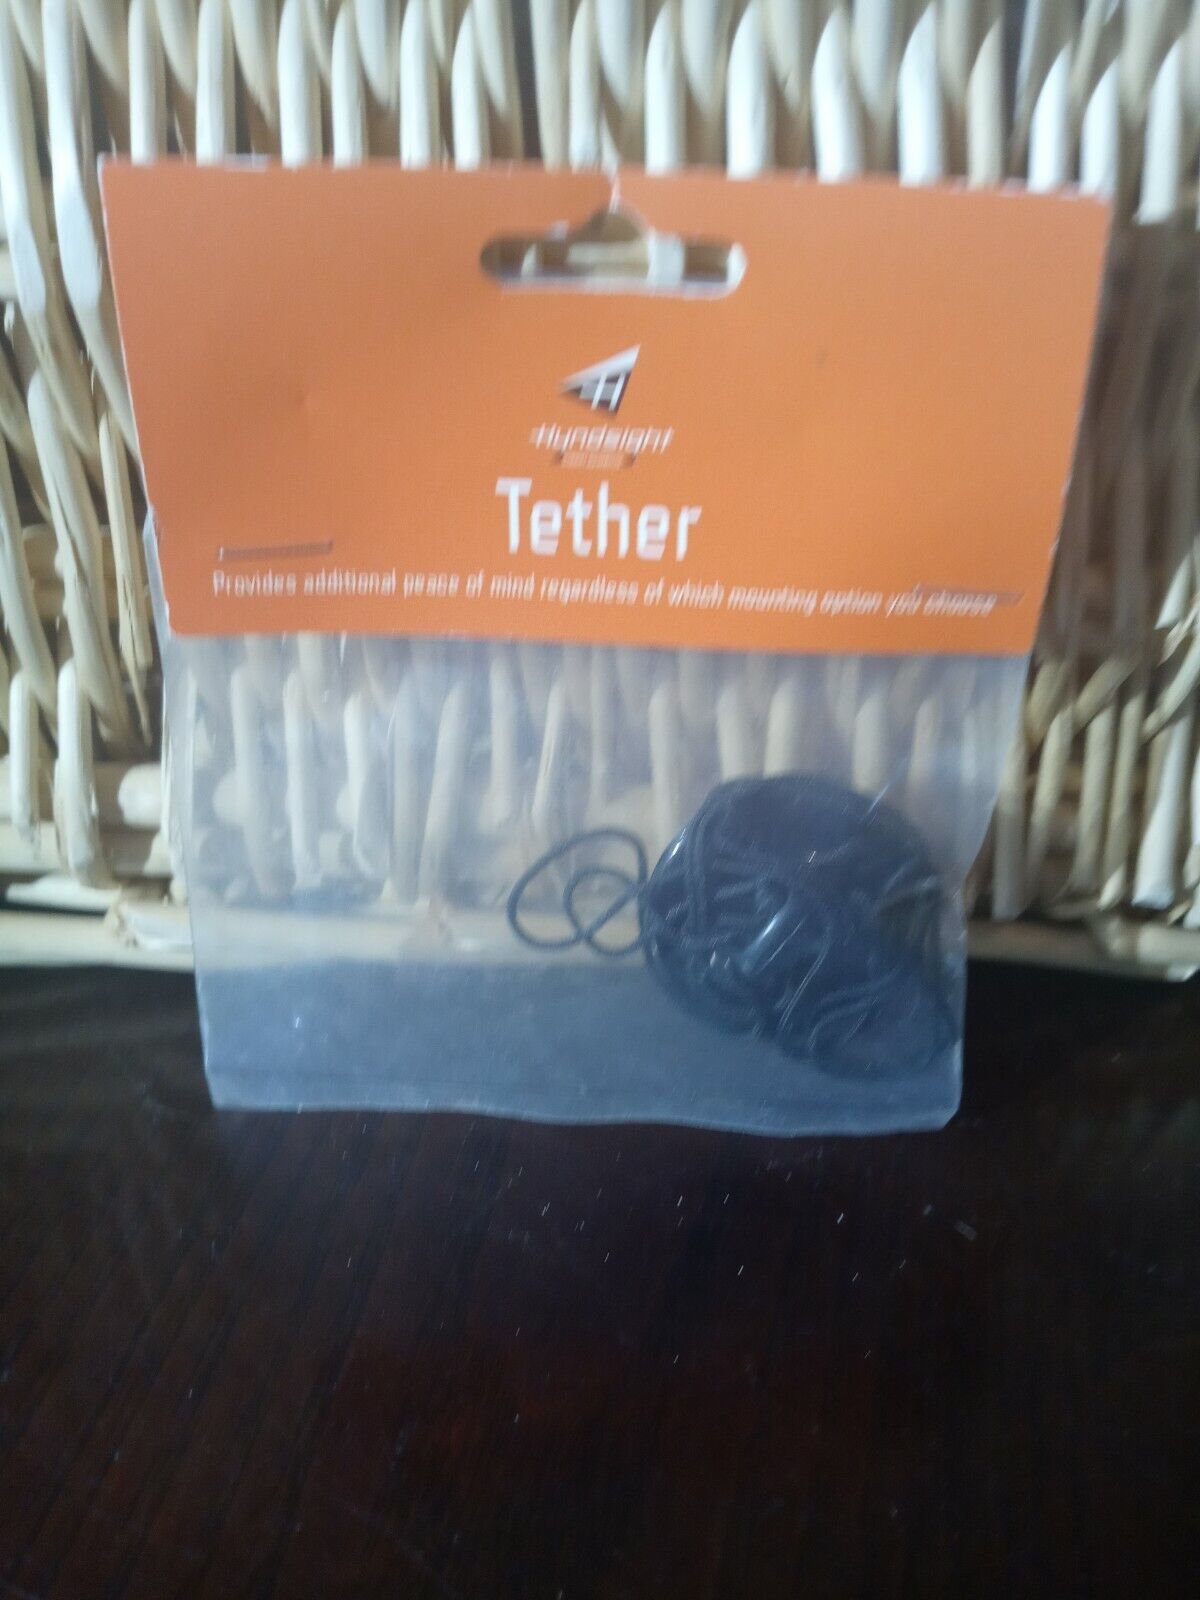 Hyndsight
Tether
Provides additional peace of mind regardless of which mounting option you choose